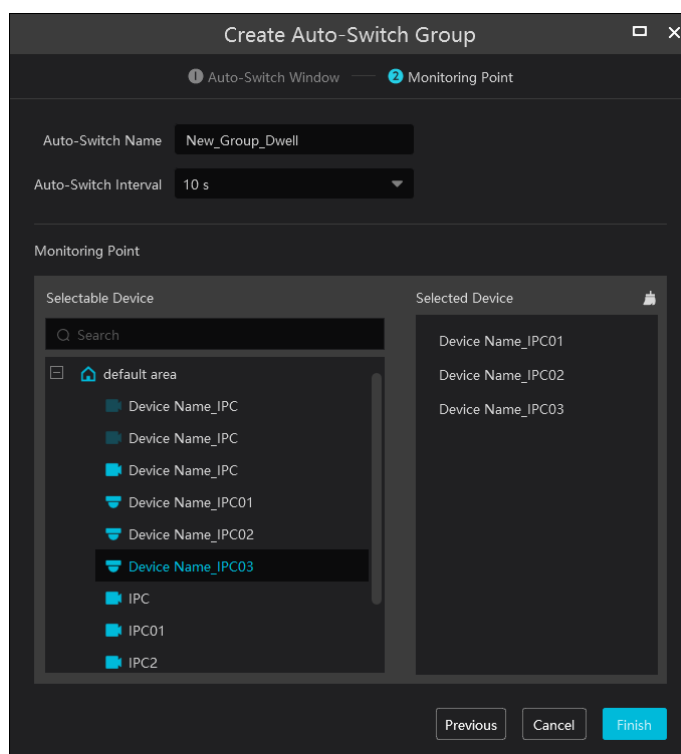 Create Auto-Switch Group
1 Auto-Switch Window
2 Monitoring Point
Auto-Switch Name
New_Group_Dwell
Auto-Switch Interval
10 s
Monitoring Point
Selectable Device
Search
default area
Device Name_IPC
Device Name_IPC
Device Name_IPC
Device Name_IPC01
Device Name_IPC02
Device Name_IPC03
IPC
IPC01
IPC2
Selected Device
Device Name_IPC01
Device Name_IPC02
Device Name_IPC03
Previous
Cancel
Finish